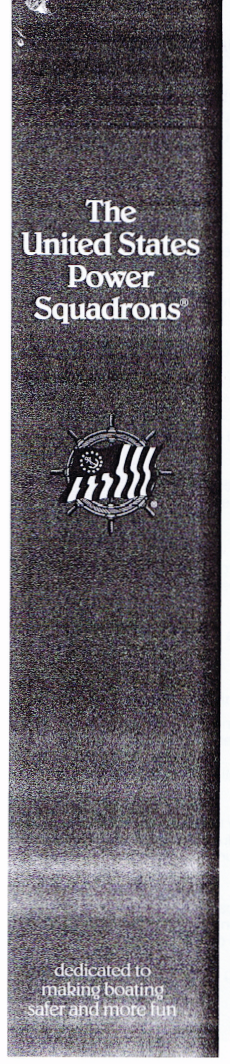 The
United States
Power
Squadrons®
®
dedicated to
making boating
safer and more fun